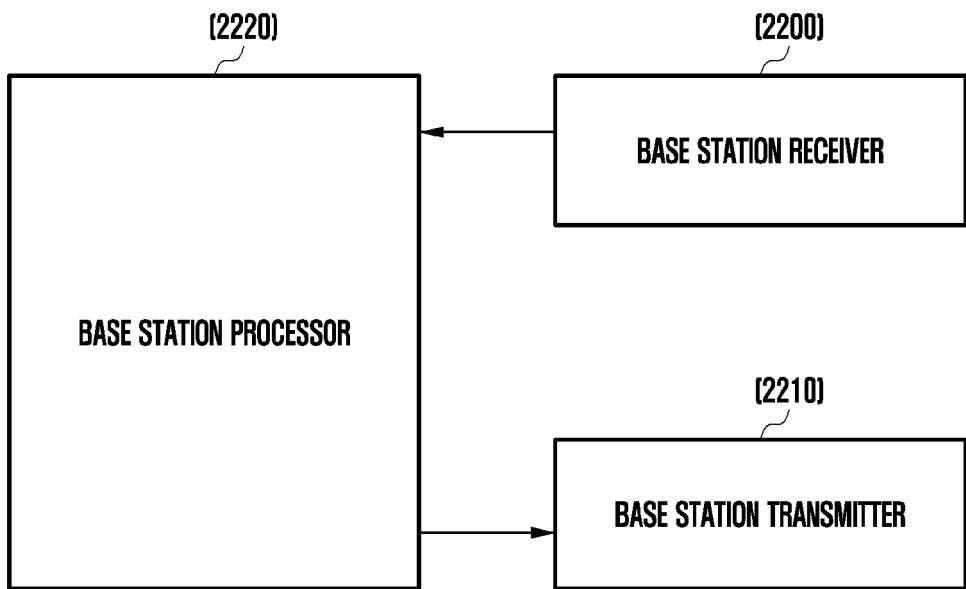 (2220)
(2200)
BASE STATION RECEIVER
BASE STATION PROCESSOR
(2210)
BASE STATION TRANSMITTER